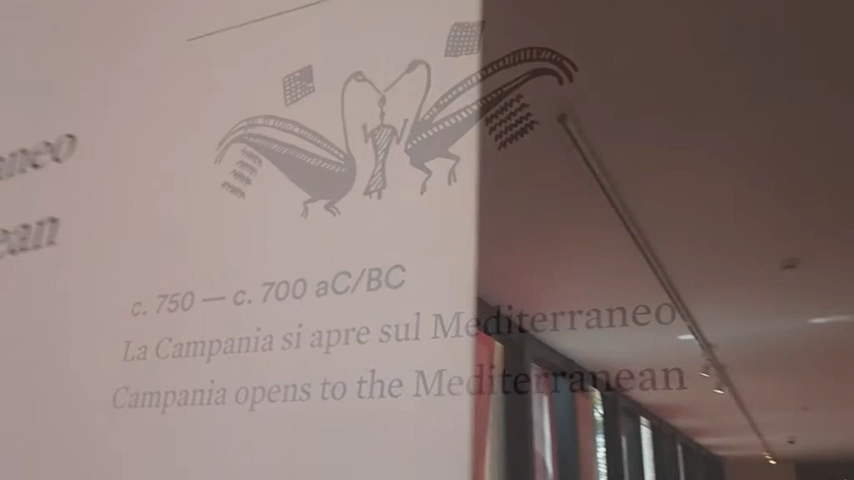 c. 750 — c. 700 aC/BC
La Campania si apre sul Mediterraneo
Campania opens to the Mediterranean